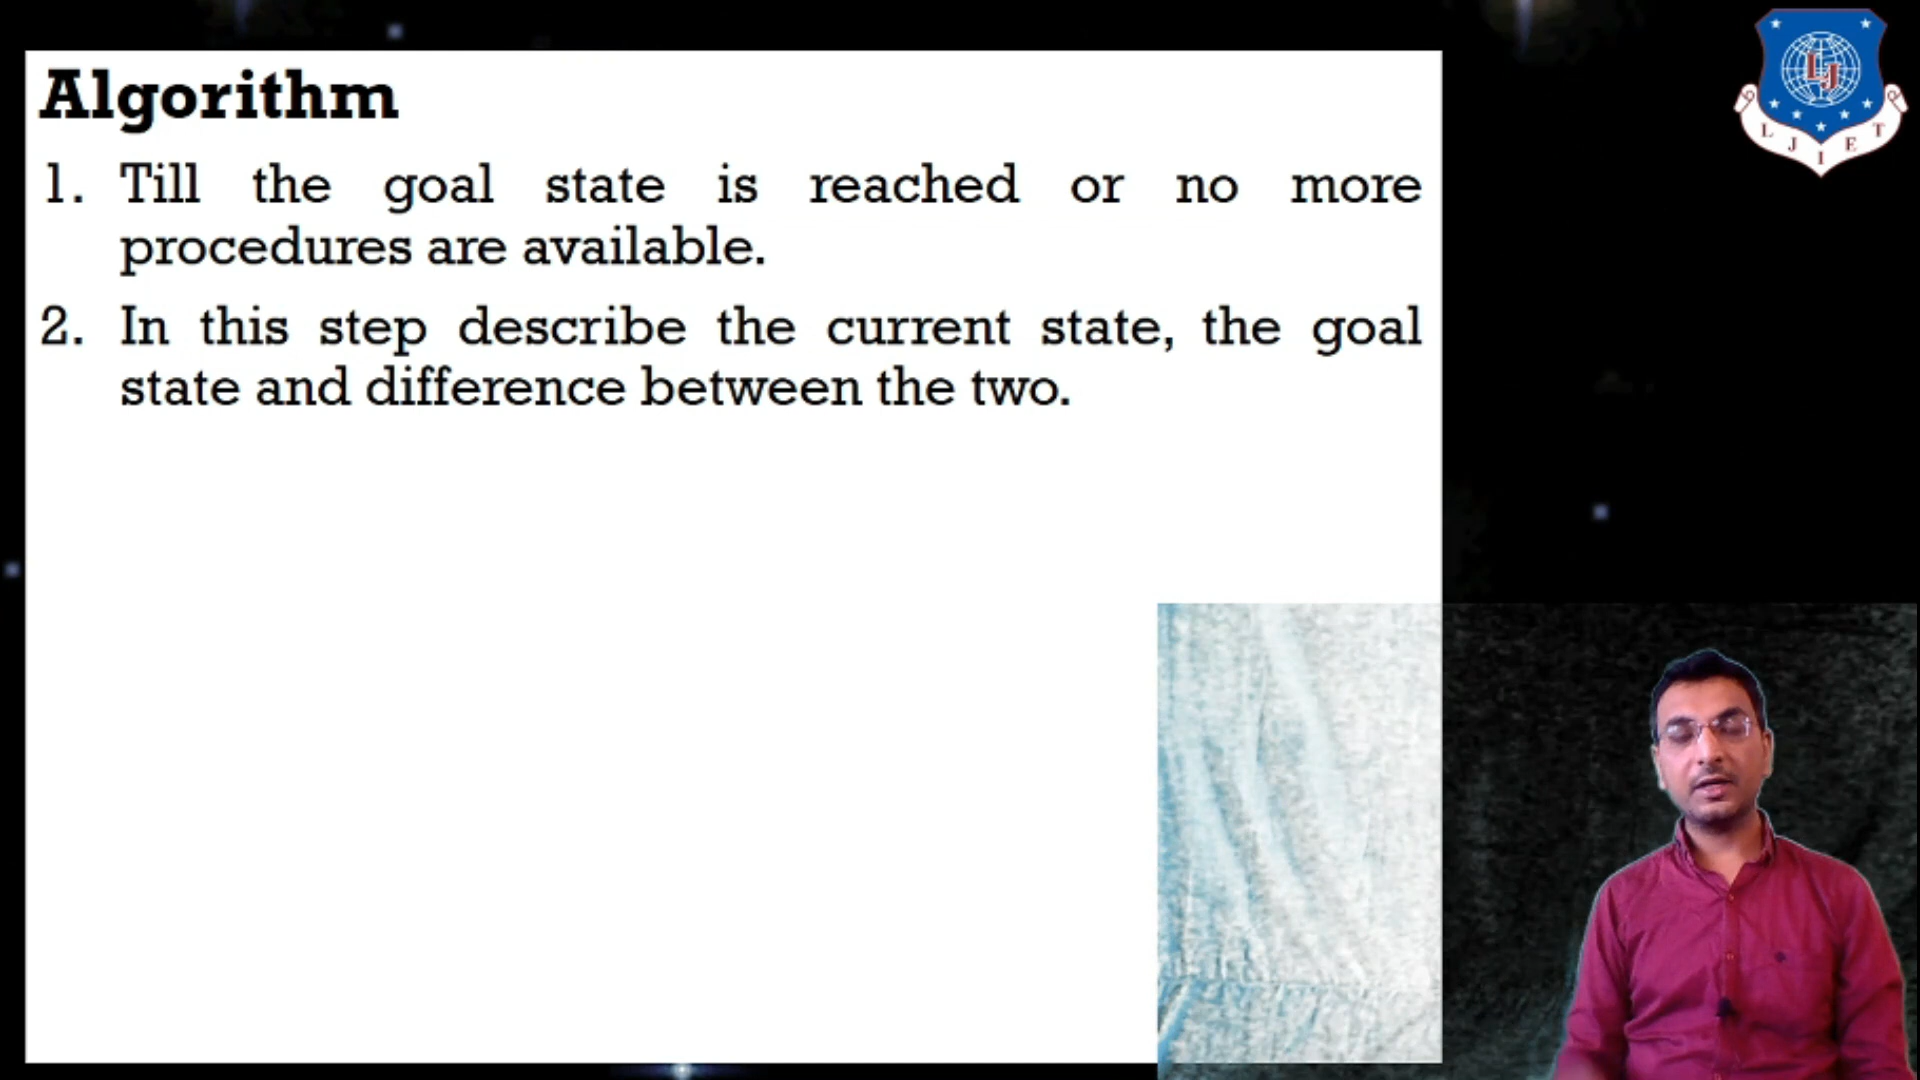 Algorithm
1. Till the goal state is reached or no more
procedures are available.
2. In this step describe the current state, the goal
state and difference between the two.
LJ
L J I E T